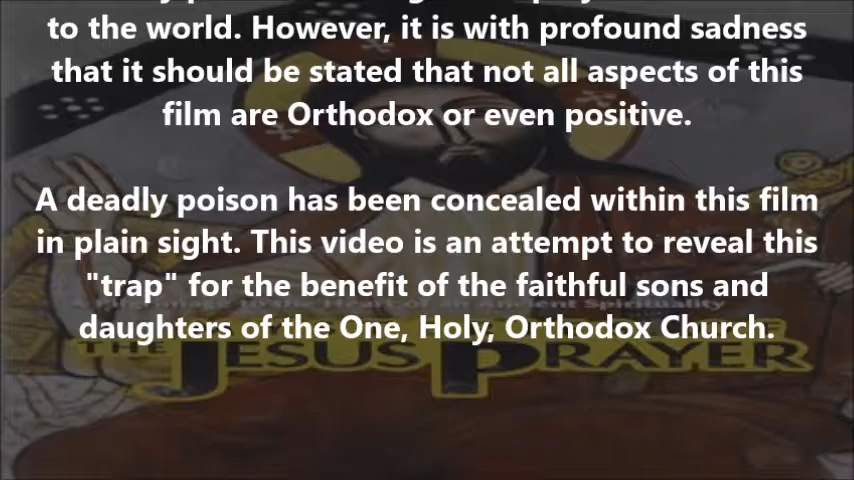 to the world. However, it is with profound sadness
that it should be stated that not all aspects of this
film are Orthodox or even positive.
A deadly poison has been concealed within this film
in plain sight. This video is an attempt to reveal this
"trap" for the benefit of the faithful sons and
daughters of the One, Holy, Orthodox Church.
THE JESUS PRAYER